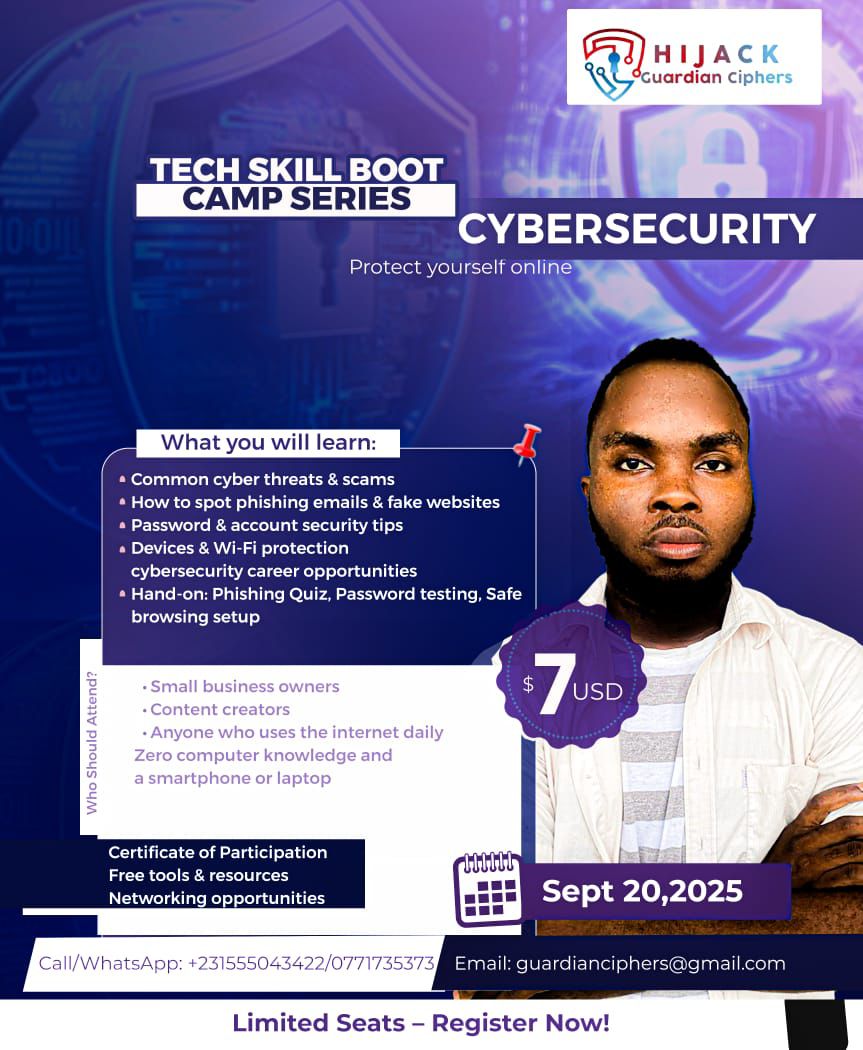 HIJACK
Guardian Ciphers
TECH SKILL BOOT
CAMP SERIES
CYBERSECURITY
Protect yourself online
What you will learn:
Common cyber threats & scams
How to spot phishing emails & fake websites
Password & account security tips
Devices & Wi-Fi protection
cybersecurity career opportunities
Hand-on: Phishing Quiz, Password testing, Safe
browsing setup
$7 USD
Who Should Attend?
• Small business owners
• Content creators
• Anyone who uses the internet daily
Zero computer knowledge and
a smartphone or laptop
Certificate of Participation
Free tools & resources
Networking opportunities
Sept 20,2025
Call/WhatsApp: +231555043422/0771735373
Email: guardianciphers@gmail.com
Limited Seats – Register Now!